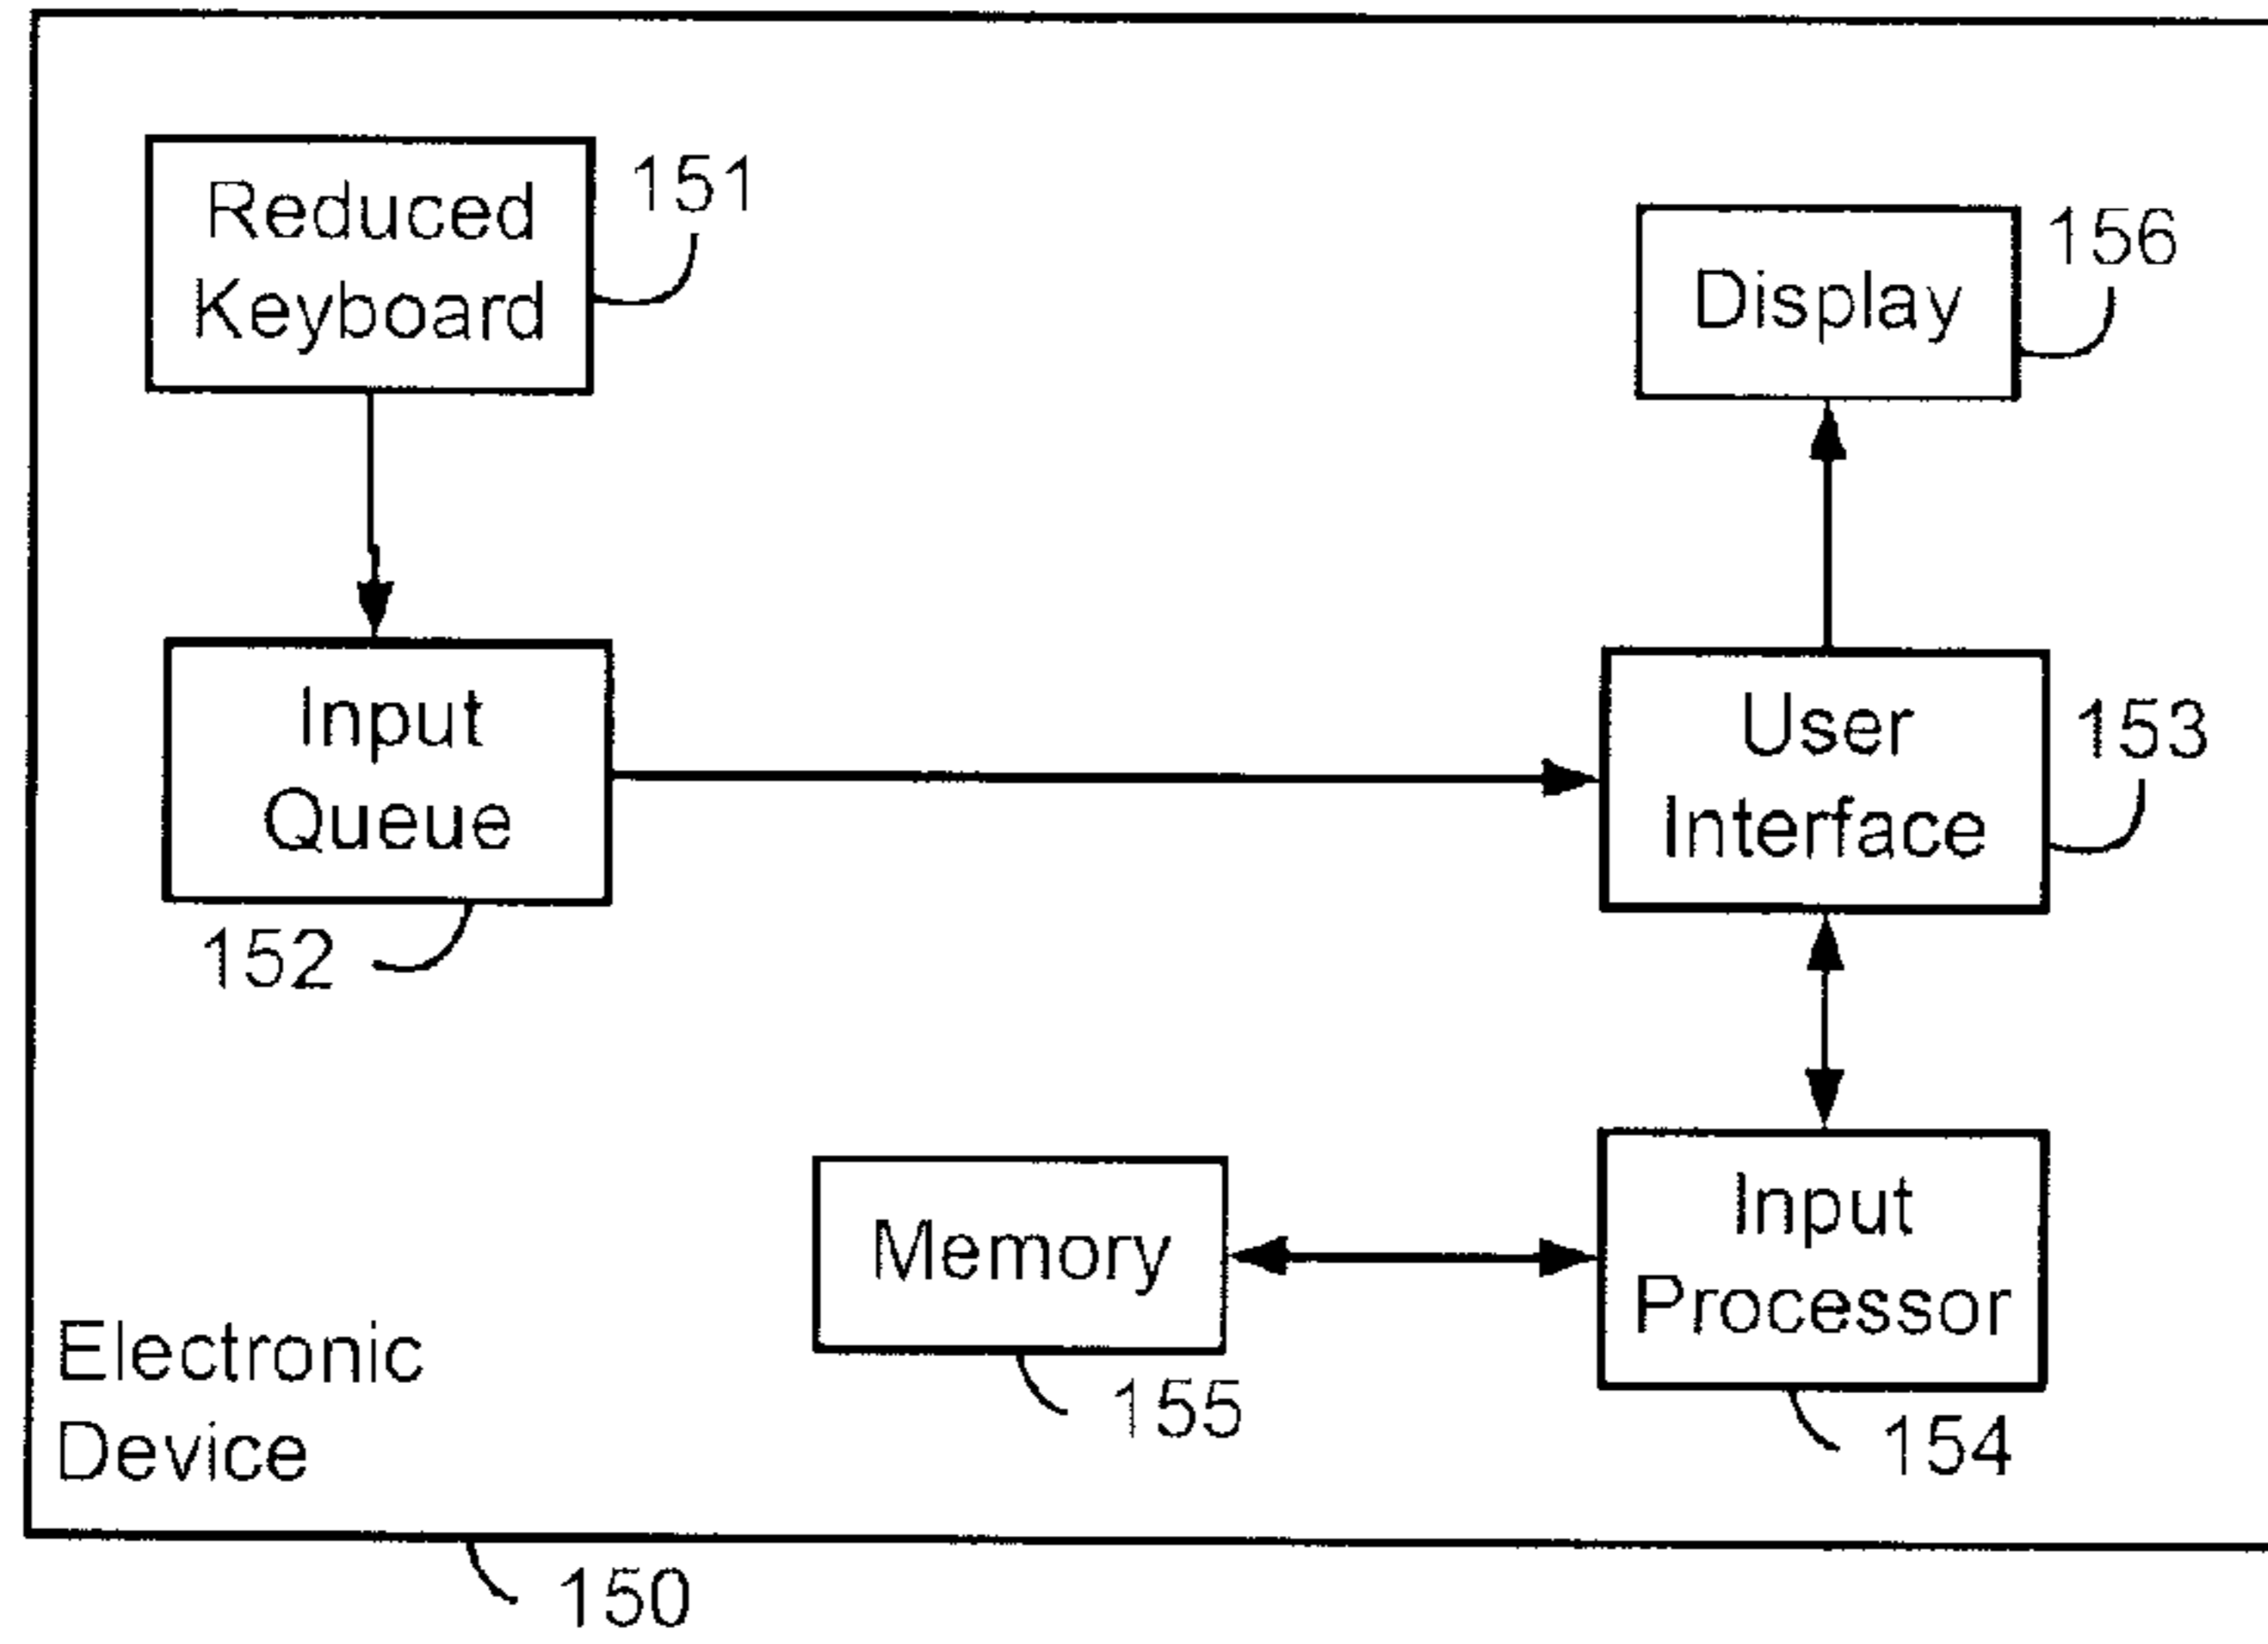 Reduced
Keyboard
151
Display
156
Input
Queue
152
User
Interface
153
Memory
155
Input
Processor
154
Electronic
Device
150